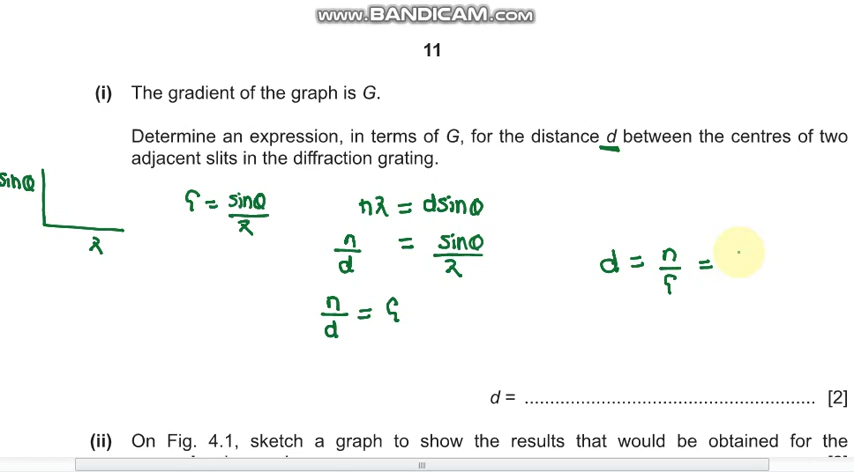 www.BANDICAM.com
11
(i) The gradient of the graph is G.
Determine an expression, in terms of G, for the distance d between the centres of two
adjacent slits in the diffraction grating.
sinθ
λ
G = sinθ/λ
nλ = dsinθ
n/d = sinθ/λ
n/d = G
d = n/G =
d = ................................................ [2]
(ii) On Fig. 4.1, sketch a graph to show the results that would be obtained for the